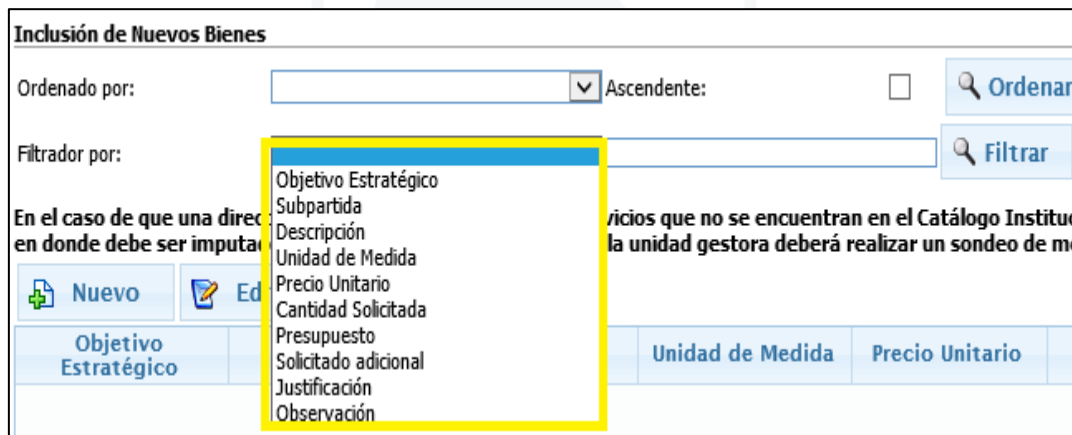 Inclusión de Nuevos Bienes
Ordenado por: Ascendente: Ordenar
Filtrador por: Filtrar
Objetivo Estratégico
Subpartida
Descripción
Unidad de Medida
Precio Unitario
Cantidad Solicitada
Presupuesto
Solicitado adicional
Justificación
Observación
En el caso de que una direc vicios que no se encuentran en el Catálogo Institu
en donde debe ser imputad la unidad gestora deberá realizar un sondeo de m
Nuevo Ed
Objetivo Estratégico Unidad de Medida Precio Unitario